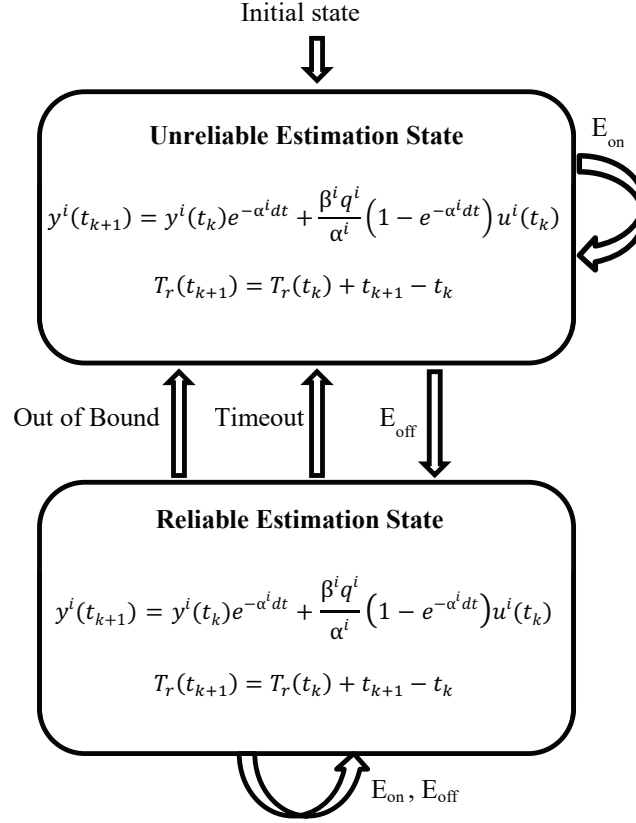 Initial state
Unreliable Estimation State
E_on
y^i(t_{k+1}) = y^i(t_k)e^{-α^i dt} + \frac{β^i q^i}{α^i}(1 − e^{-α^i dt}) u^i(t_k)
T_r(t_{k+1}) = T_r(t_k) + t_{k+1} − t_k
Out of Bound
Timeout
E_off
Reliable Estimation State
y^i(t_{k+1}) = y^i(t_k)e^{-α^i dt} + \frac{β^i q^i}{α^i}(1 − e^{-α^i dt})u^i(t_k)
T_r(t_{k+1}) = T_r(t_k) + t_{k+1} − t_k
E_on , E_off